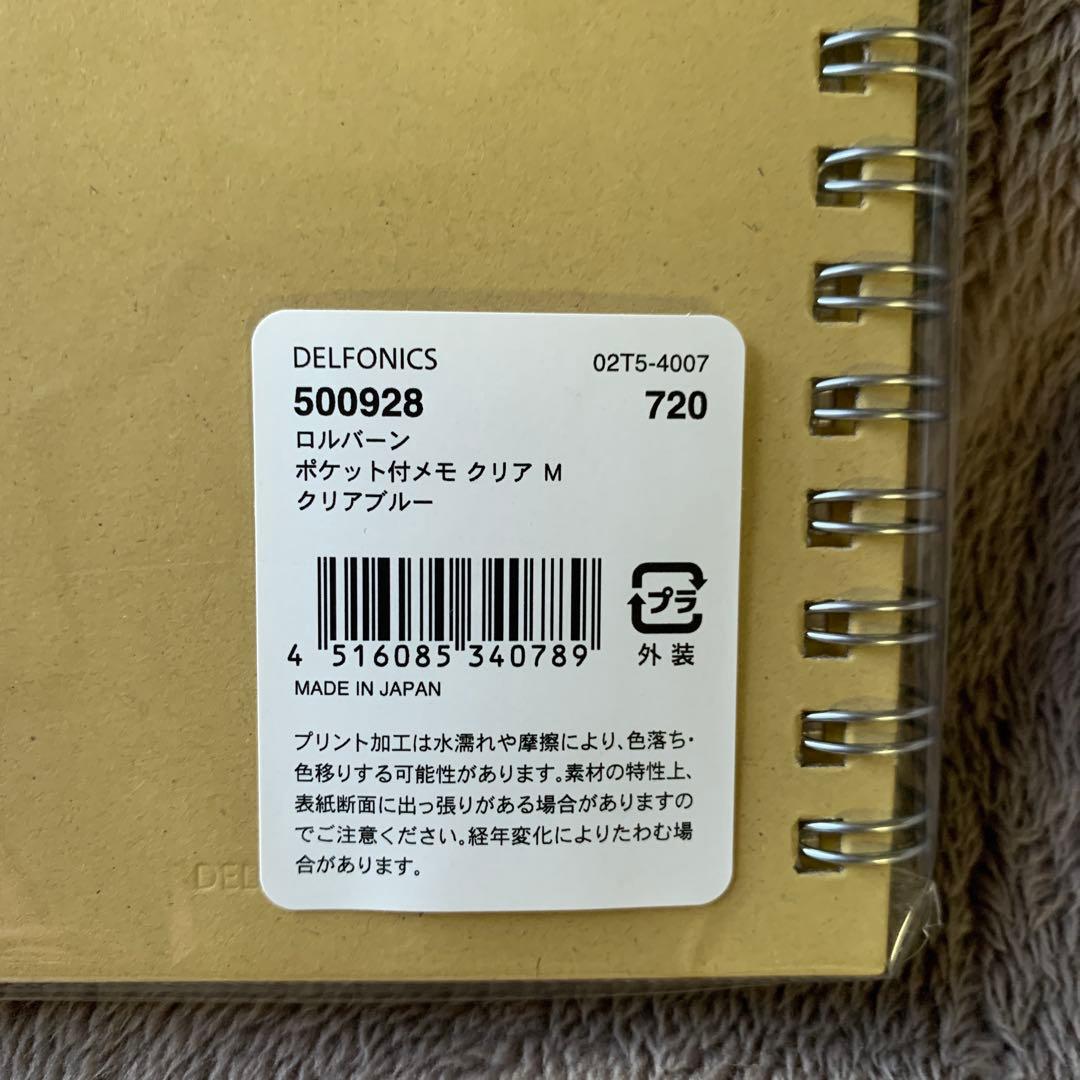 DELFONICS 02T5-4007
500928 720
ロルバーン
ポケット付メモ クリア M
クリアブルー
プラ
外装
4 516085 340789
MADE IN JAPAN
プリント加工は水濡れや摩擦により、色落ち・
色移りする可能性があります。素材の特性上、
表紙断面に出っ張りがある場合がありますの
でご注意ください。経年変化によりたわむ場
合があります。
DEL